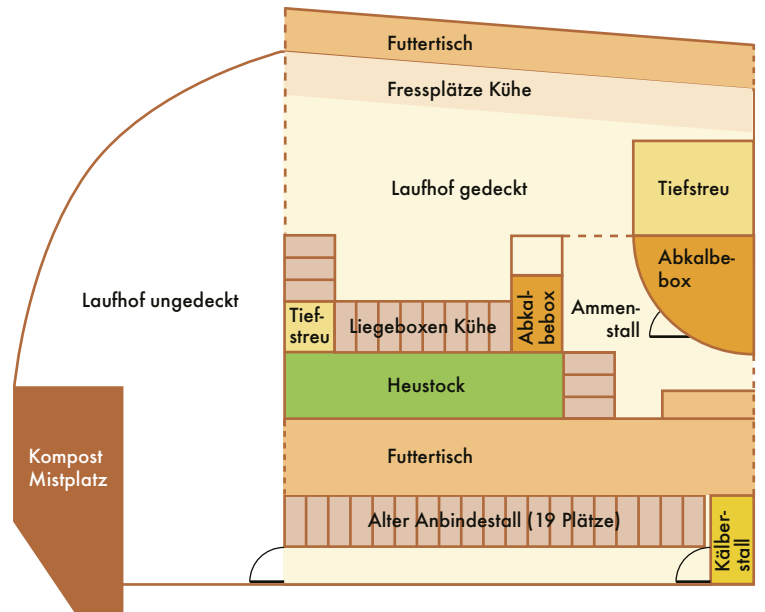 Futtertisch
Fressplätze Kühe
Laufhof gedeckt
Tiefstreu
Abkalbe-
box
Laufhof ungedeckt
Tief-
streu
Liegeboxen Kühe
Abkal-
bebox
Ammen-
stall
Heustock
Kompost
Mistplatz
Futtertisch
Alter Anbindestall (19 Plätze)
Kälber-
stall